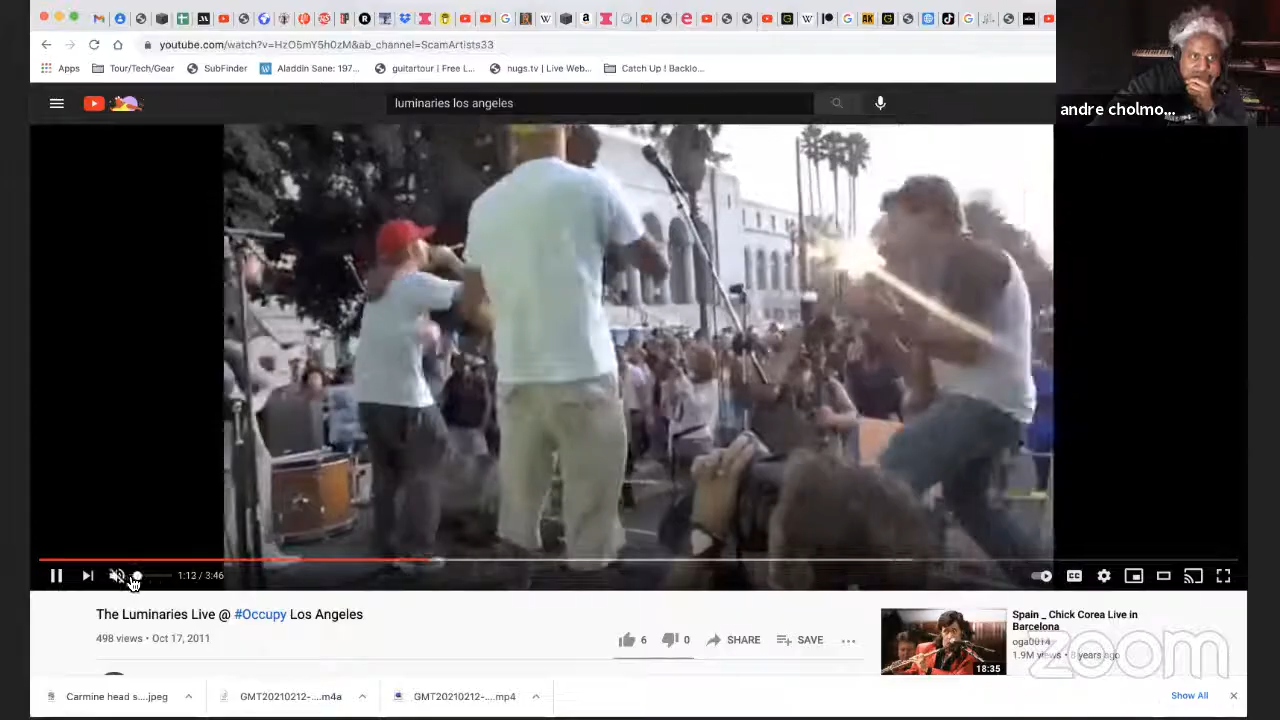 youtube.com/watch?v=HzO5mY5h0zM&ab_channel=ScamArtists33
Apps
Tour/Tech/Gear
SubFinder
Aladdin Sane: 197...
guitartour | Free L...
nugs.tv | Live Web...
Catch Up ! Backlo...
andre cholmo...
luminaries los angeles
1:12 / 3:46
The Luminaries Live @ #Occupy Los Angeles
498 views • Oct 17, 2011
6
0
SHARE
SAVE
Spain _ Chick Corea Live in
Barcelona
oga0014
1.9M views • 8 years ago
18:35
zoom
Carmine head s....jpeg
GMT20210212-....m4a
GMT20210212-....mp4
Show All